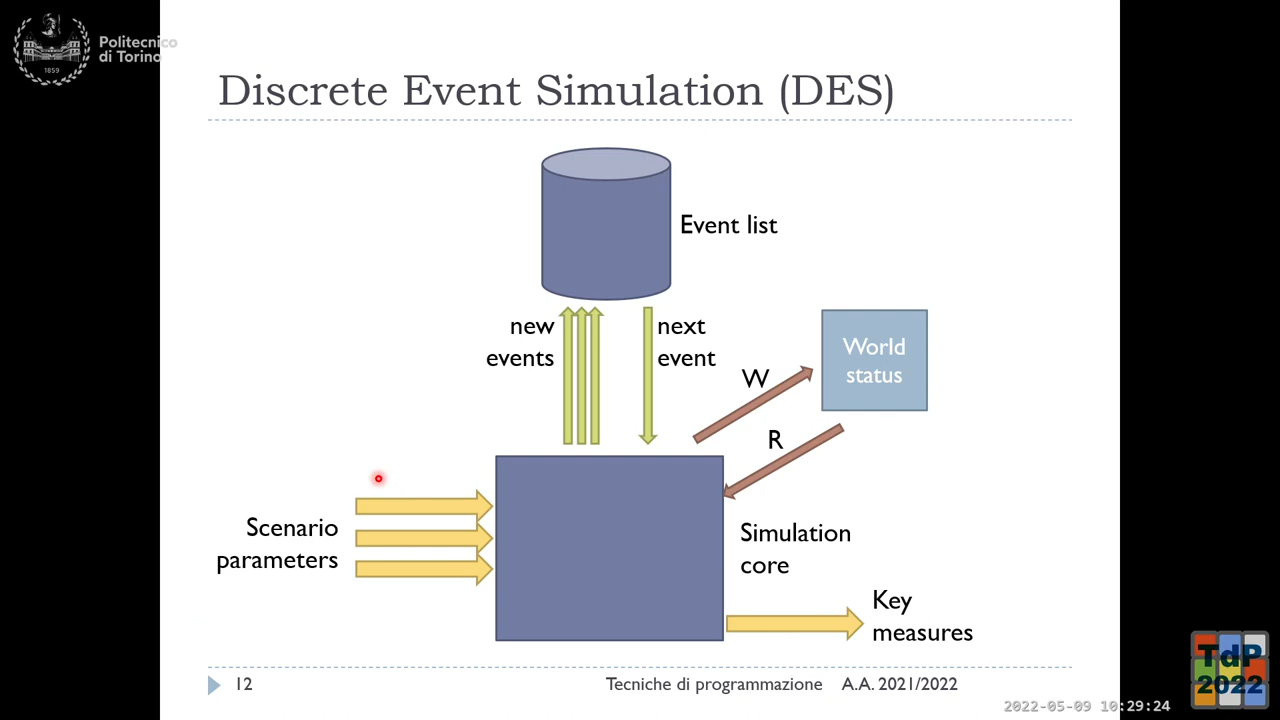 Politecnico
di Torino
1859
Discrete Event Simulation (DES)
Event list
new
events
next
event
World
status
W
R
Scenario
parameters
Simulation
core
Key
measures
12
Tecniche di programmazione
A.A. 2021/2022
2022-05-09 10:29:24
TdP
2022